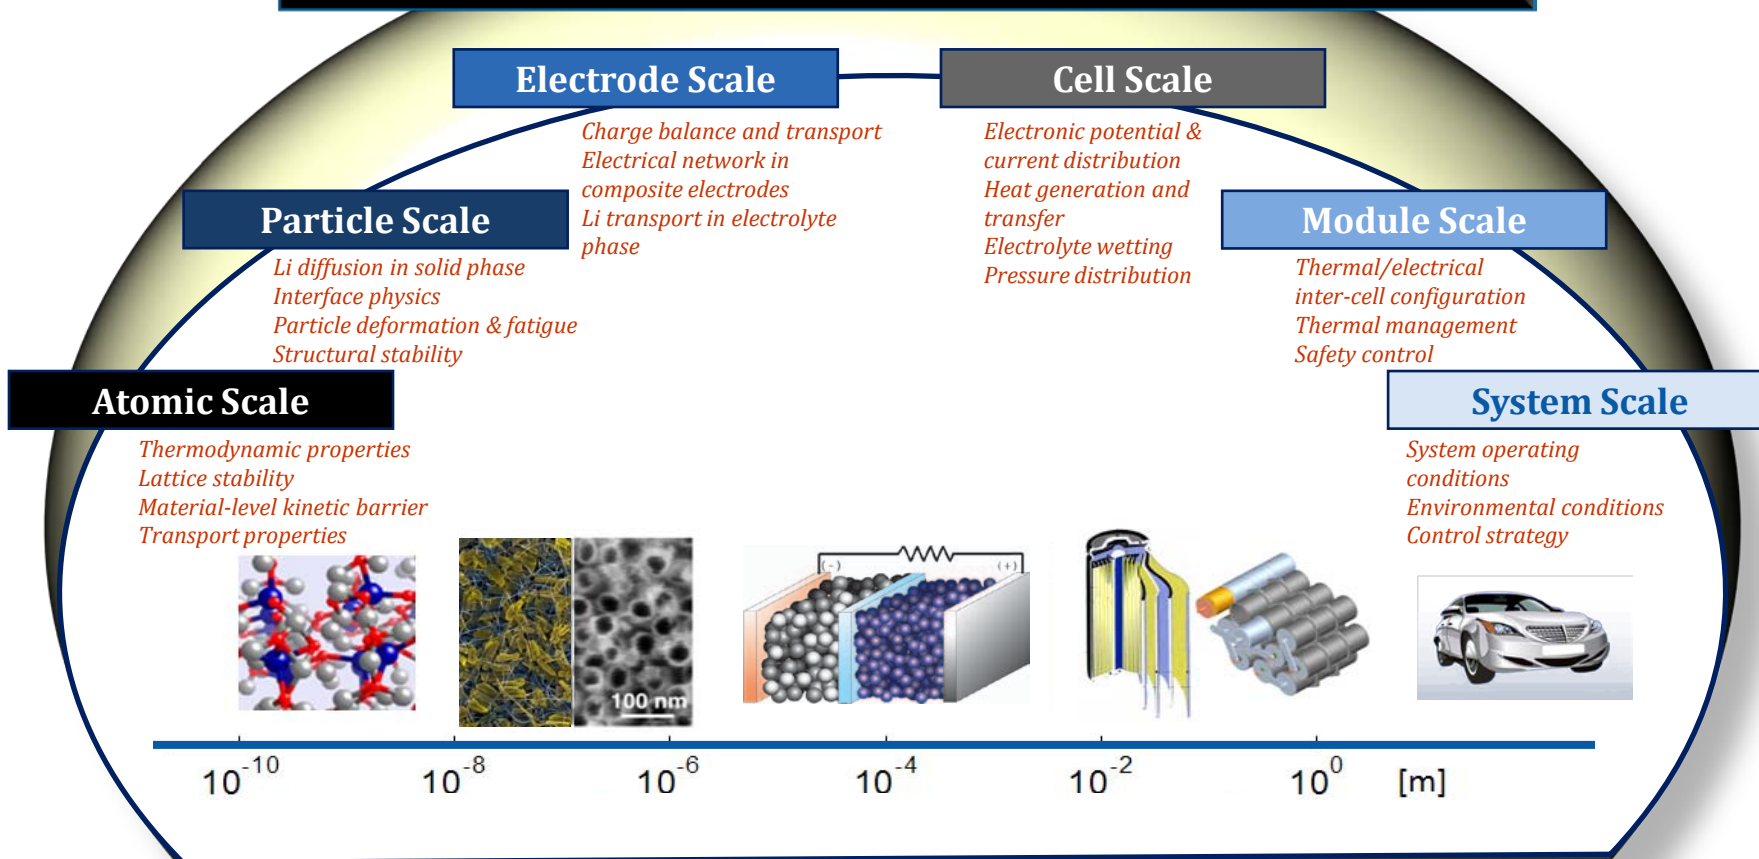 Electrode Scale
Charge balance and transport
Electrical network in
composite electrodes
Li transport in electrolyte
phase
Cell Scale
Electronic potential &
current distribution
Heat generation and
transfer
Electrolyte wetting
Pressure distribution
Particle Scale
Li diffusion in solid phase
Interface physics
Particle deformation & fatigue
Structural stability
Module Scale
Thermal/electrical
inter-cell configuration
Thermal management
Safety control
Atomic Scale
Thermodynamic properties
Lattice stability
Material-level kinetic barrier
Transport properties
System Scale
System operating
conditions
Environmental conditions
Control strategy
100 nm
(-)
(+)
10⁻¹⁰ 10⁻⁸ 10⁻⁶ 10⁻⁴ 10⁻² 10⁰ [m]